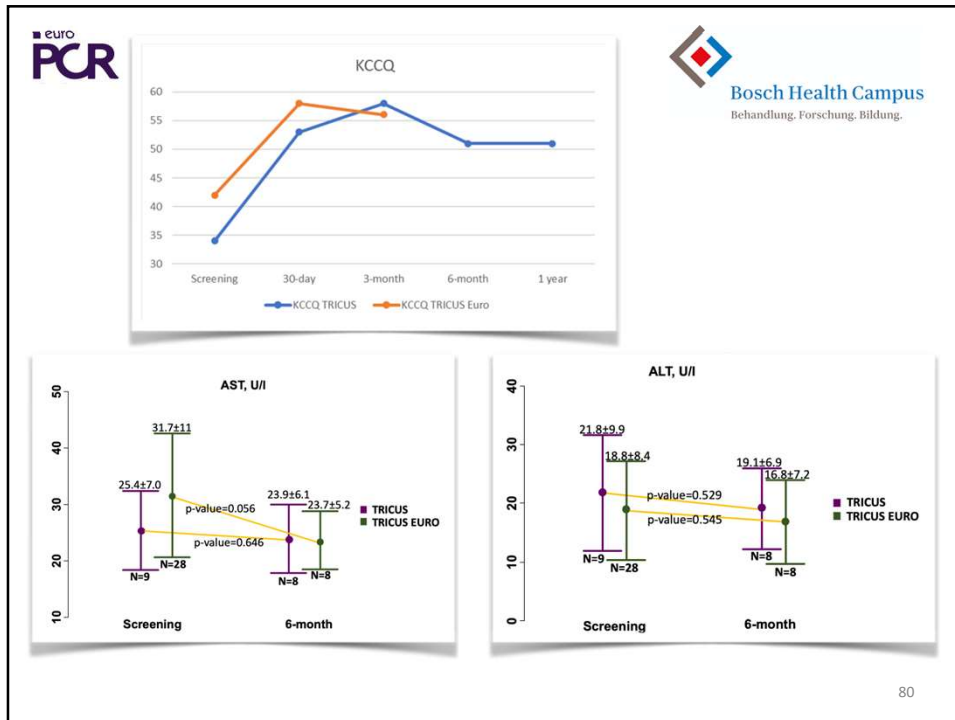 euro
PCR
Bosch Health Campus
Behandlung. Forschung. Bildung.
KCCQ
60
55
50
45
40
35
30
Screening 30-day 3-month 6-month 1 year
KCCQ TRICUS KCCQ TRICUS Euro
AST, U/l
50
40
30
20
10
31.7±11
25.4±7.0
23.9±6.1
23.7±5.2
p-value=0.056
p-value=0.646
N=9
N=28
N=8
N=8
TRICUS
TRICUS EURO
Screening 6-month
ALT, U/l
40
30
20
10
0
21.8±9.9
18.8±8.4
19.1±6.9
16.8±7.2
p-value=0.529
p-value=0.545
N=9
N=28
N=8
N=8
TRICUS
TRICUS EURO
Screening 6-month
80